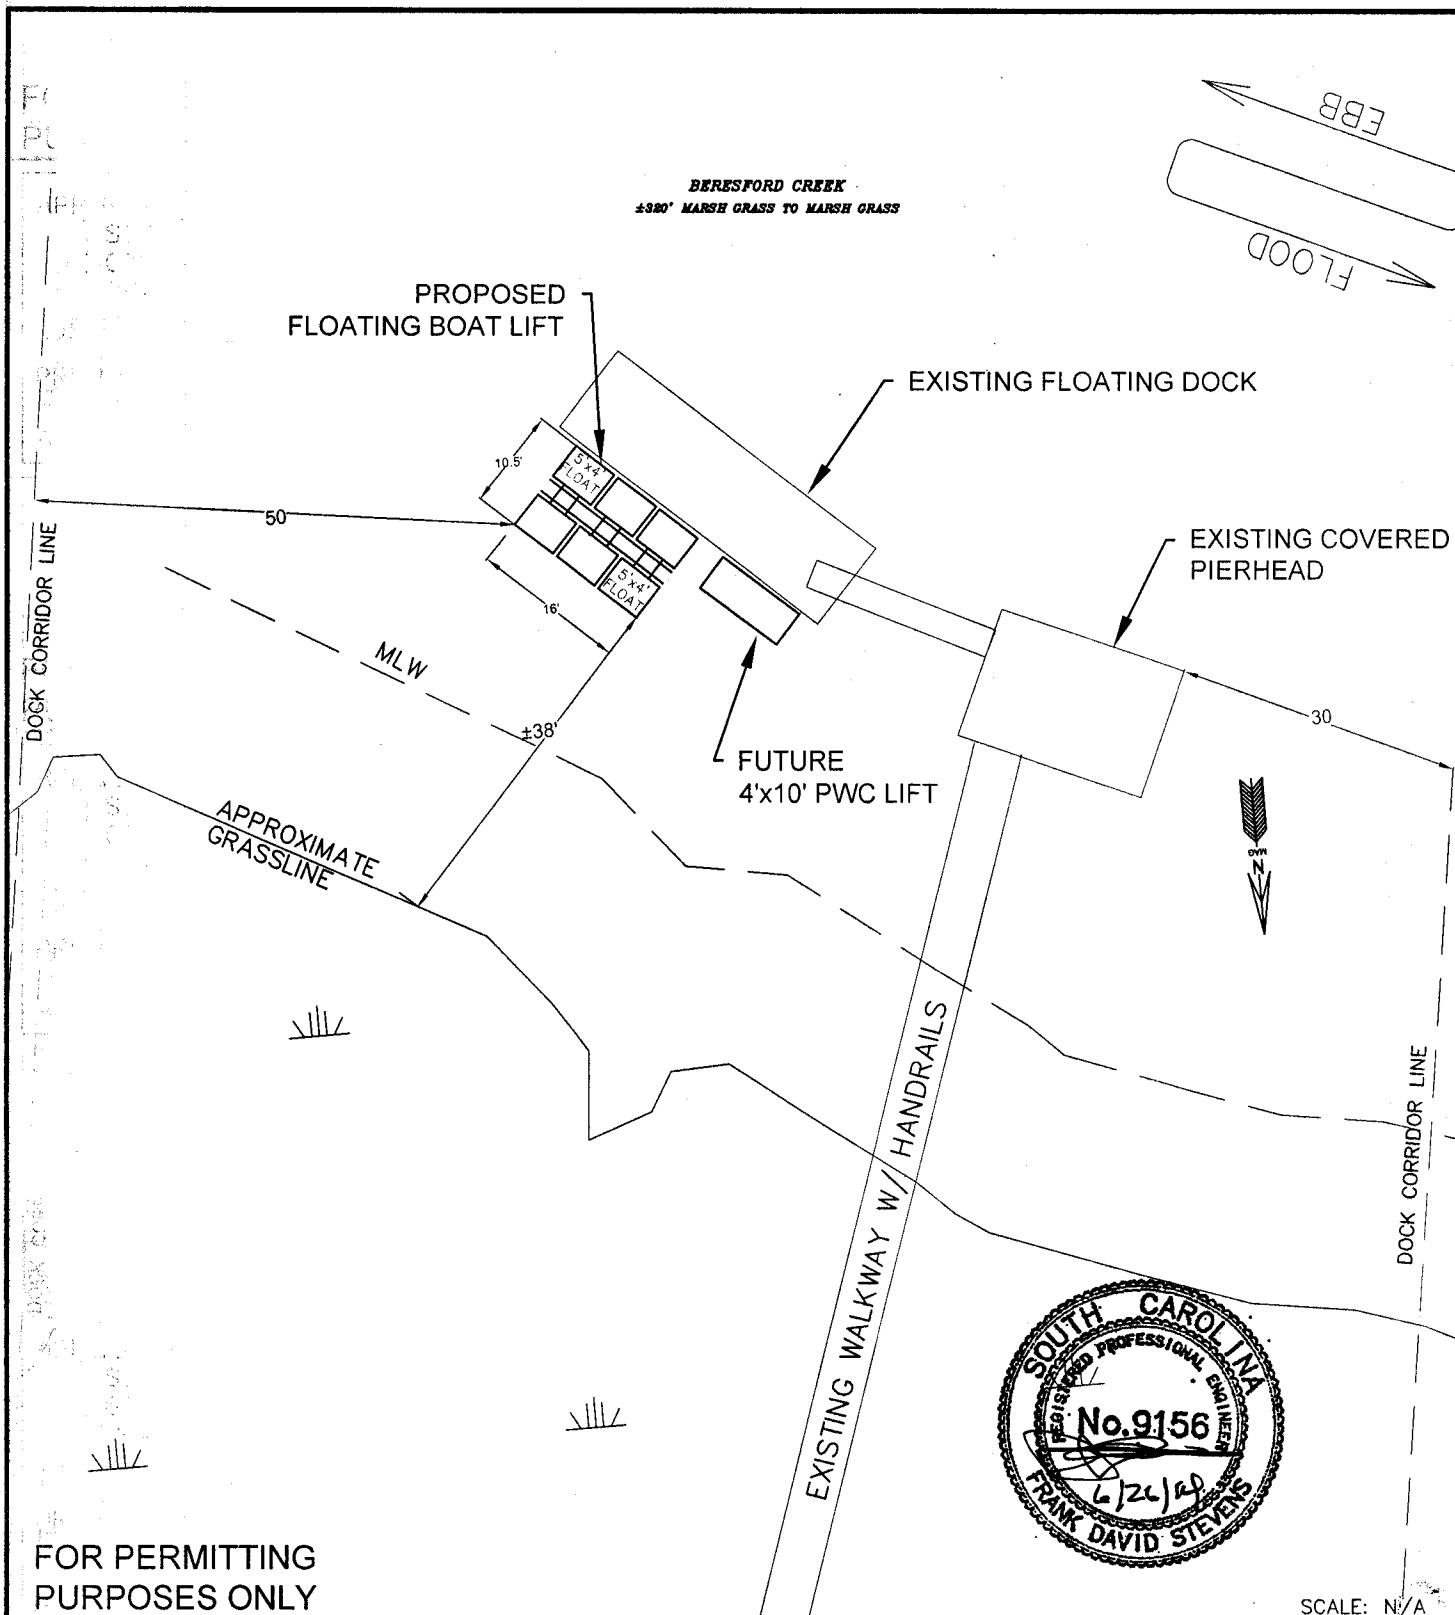 EBB
BERESFORD CREEK
±320' MARSH GRASS TO MARSH GRASS
FLOOD
PROPOSED
FLOATING BOAT LIFT
EXISTING FLOATING DOCK
10.5'
5'x4'
FLOAT
50
EXISTING COVERED
PIERHEAD
DOCK CORRIDOR LINE
5'x4'
FLOAT
16'
MLW
±38'
30
FUTURE
4'x10' PWC LIFT
APPROXIMATE
GRASSLINE
MAG
N
EXISTING WALKWAY W/ HANDRAILS
DOCK CORRIDOR LINE
SOUTH CAROLINA
REGISTERED PROFESSIONAL ENGINEER
No.9156
FRANK DAVID STEVENS
FOR PERMITTING
PURPOSES ONLY
SCALE: N/A